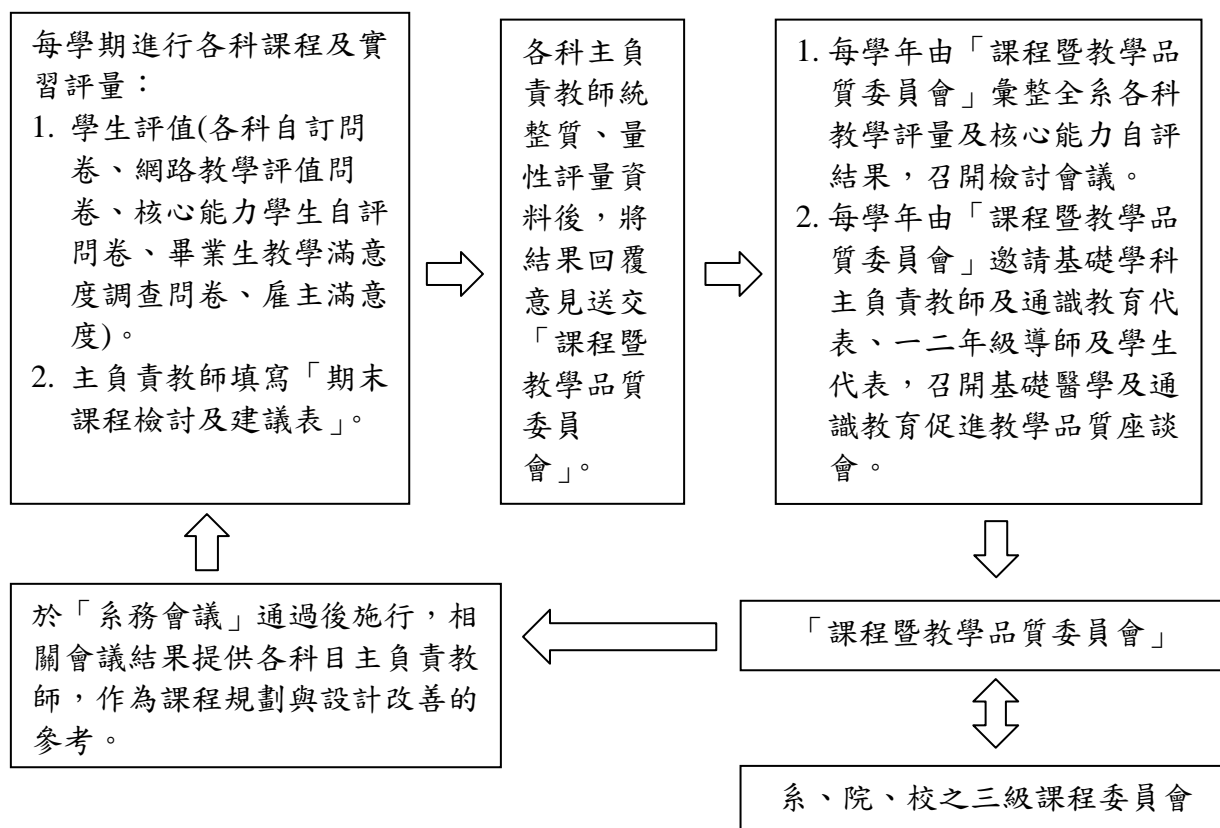 每學期進行各科課程及實
習評量：
1. 學生評值(各科自訂問
卷、網路教學評值問
卷、核心能力學生自評
問卷、畢業生教學滿意
度調查問卷、雇主滿意
度)。
2. 主負責教師填寫「期末
課程檢討及建議表」。
各科主負
責教師統
整質、量
性評量資
料後，將
結果回覆
意見送交
「課程暨
教學品質
委員
會」。
1. 每學年由「課程暨教學品
質委員會」彙整全系各科
教學評量及核心能力自評
結果，召開檢討會議。
2. 每學年由「課程暨教學品
質委員會」邀請基礎學科
主負責教師及通識教育代
表、一二年級導師及學生
代表，召開基礎醫學及通
識教育促進教學品質座談
會。
於「系務會議」通過後施行，相
關會議結果提供各科目主負責教
師，作為課程規劃與設計改善的
參考。
「課程暨教學品質委員會」
系、院、校之三級課程委員會